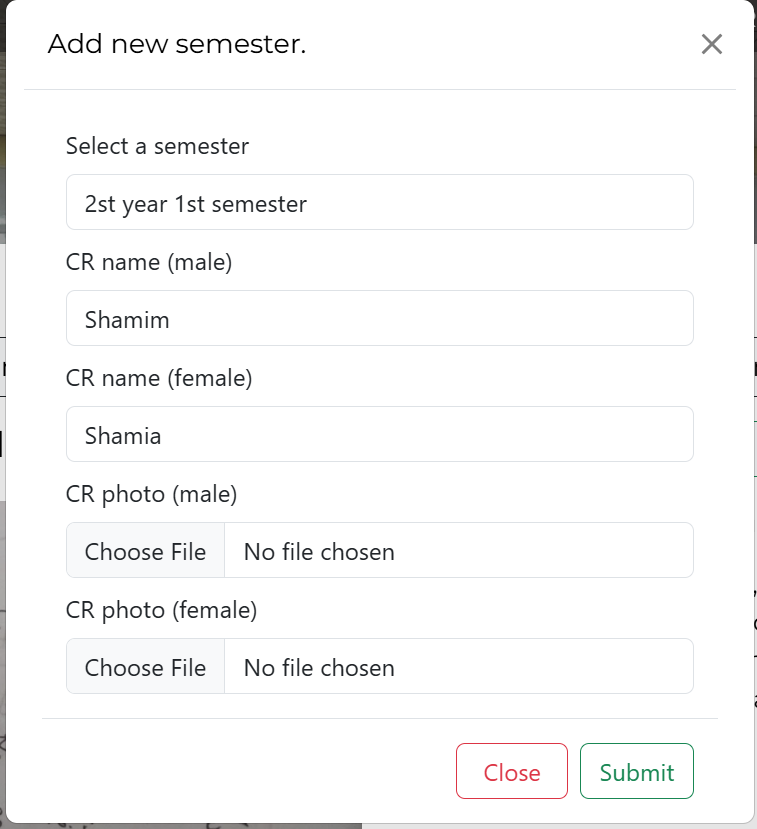 Add new semester.
Select a semester
2st year 1st semester
CR name (male)
Shamim
CR name (female)
Shamia
CR photo (male)
Choose File No file chosen
CR photo (female)
Choose File No file chosen
Close Submit